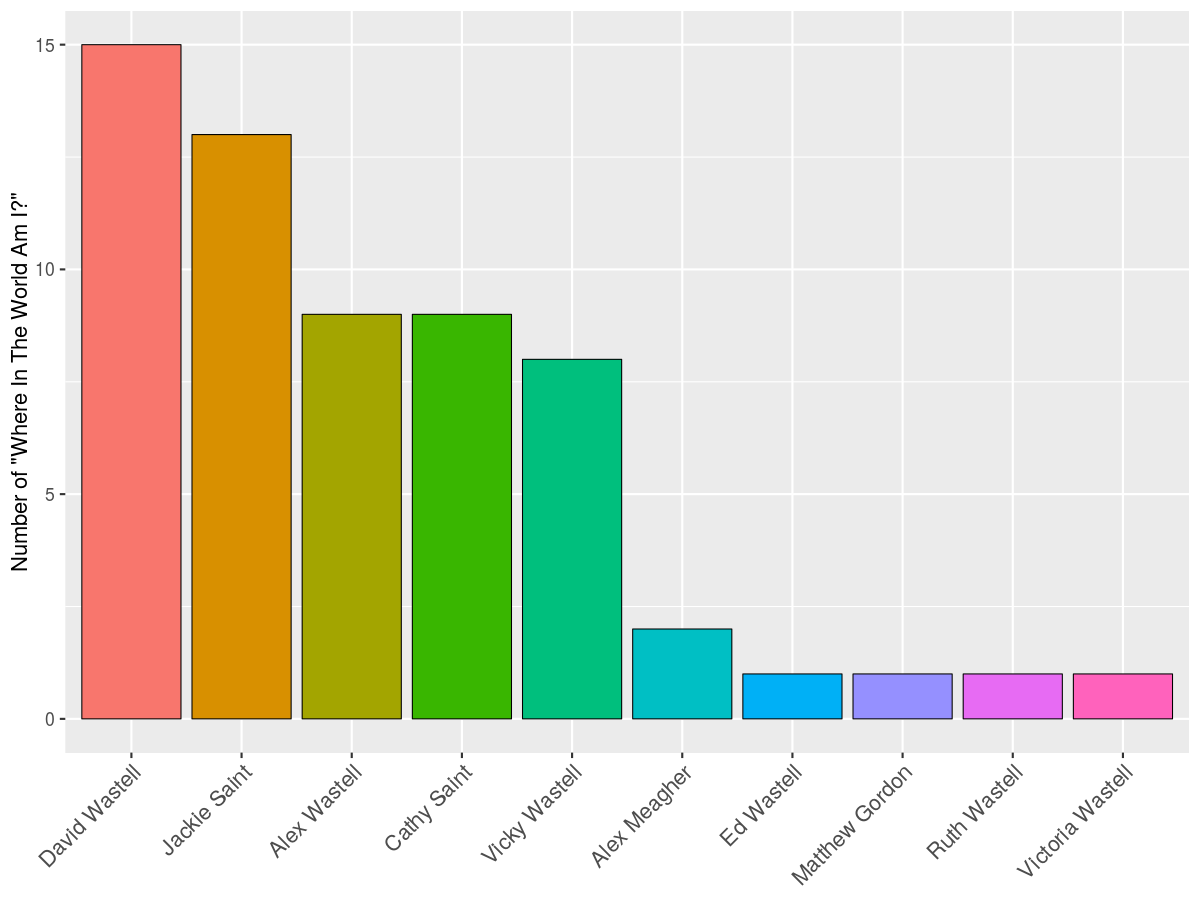 Number of "Where In The World Am I?"
15
10
5
0
David Wastell
Jackie Saint
Alex Wastell
Cathy Saint
Vicky Wastell
Alex Meagher
Ed Wastell
Matthew Gordon
Ruth Wastell
Victoria Wastell